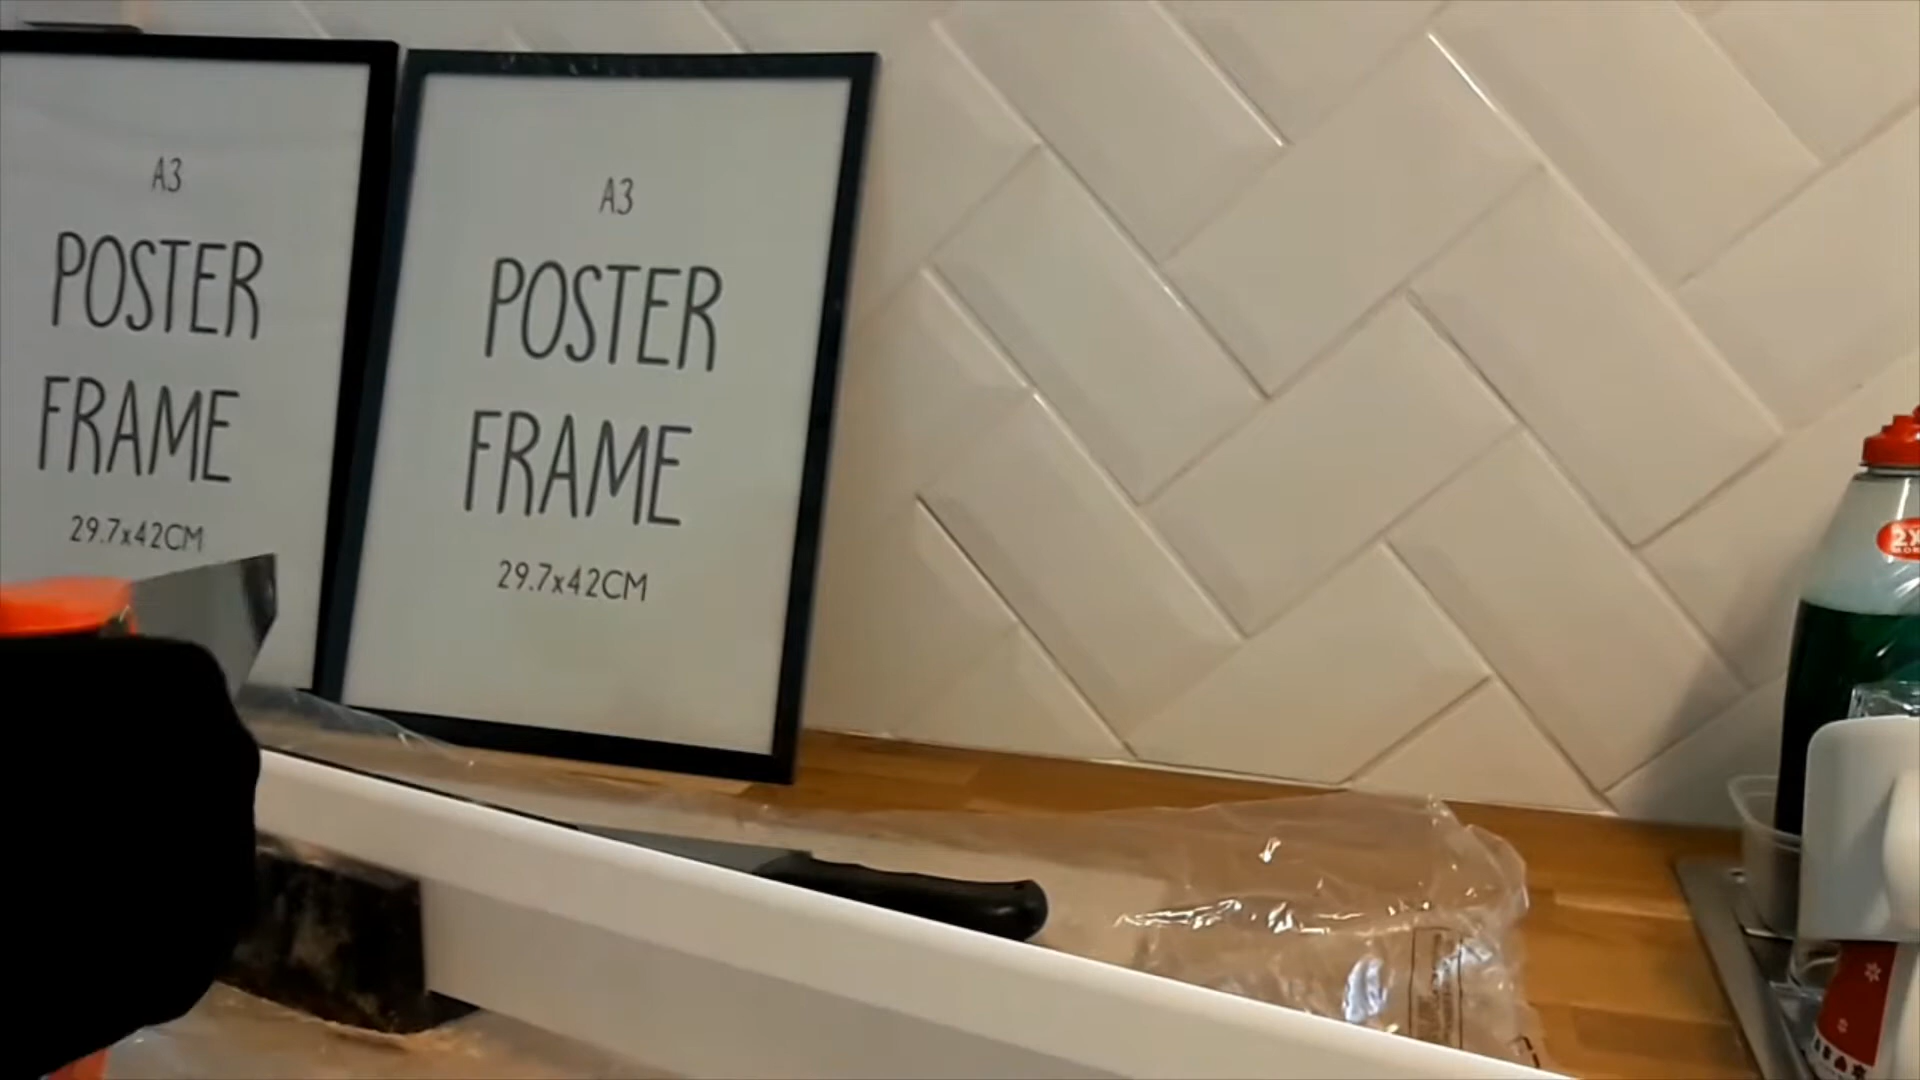 A3
POSTER
FRAME
29.7x42CM
A3
POSTER
FRAME
29.7x42CM
2X